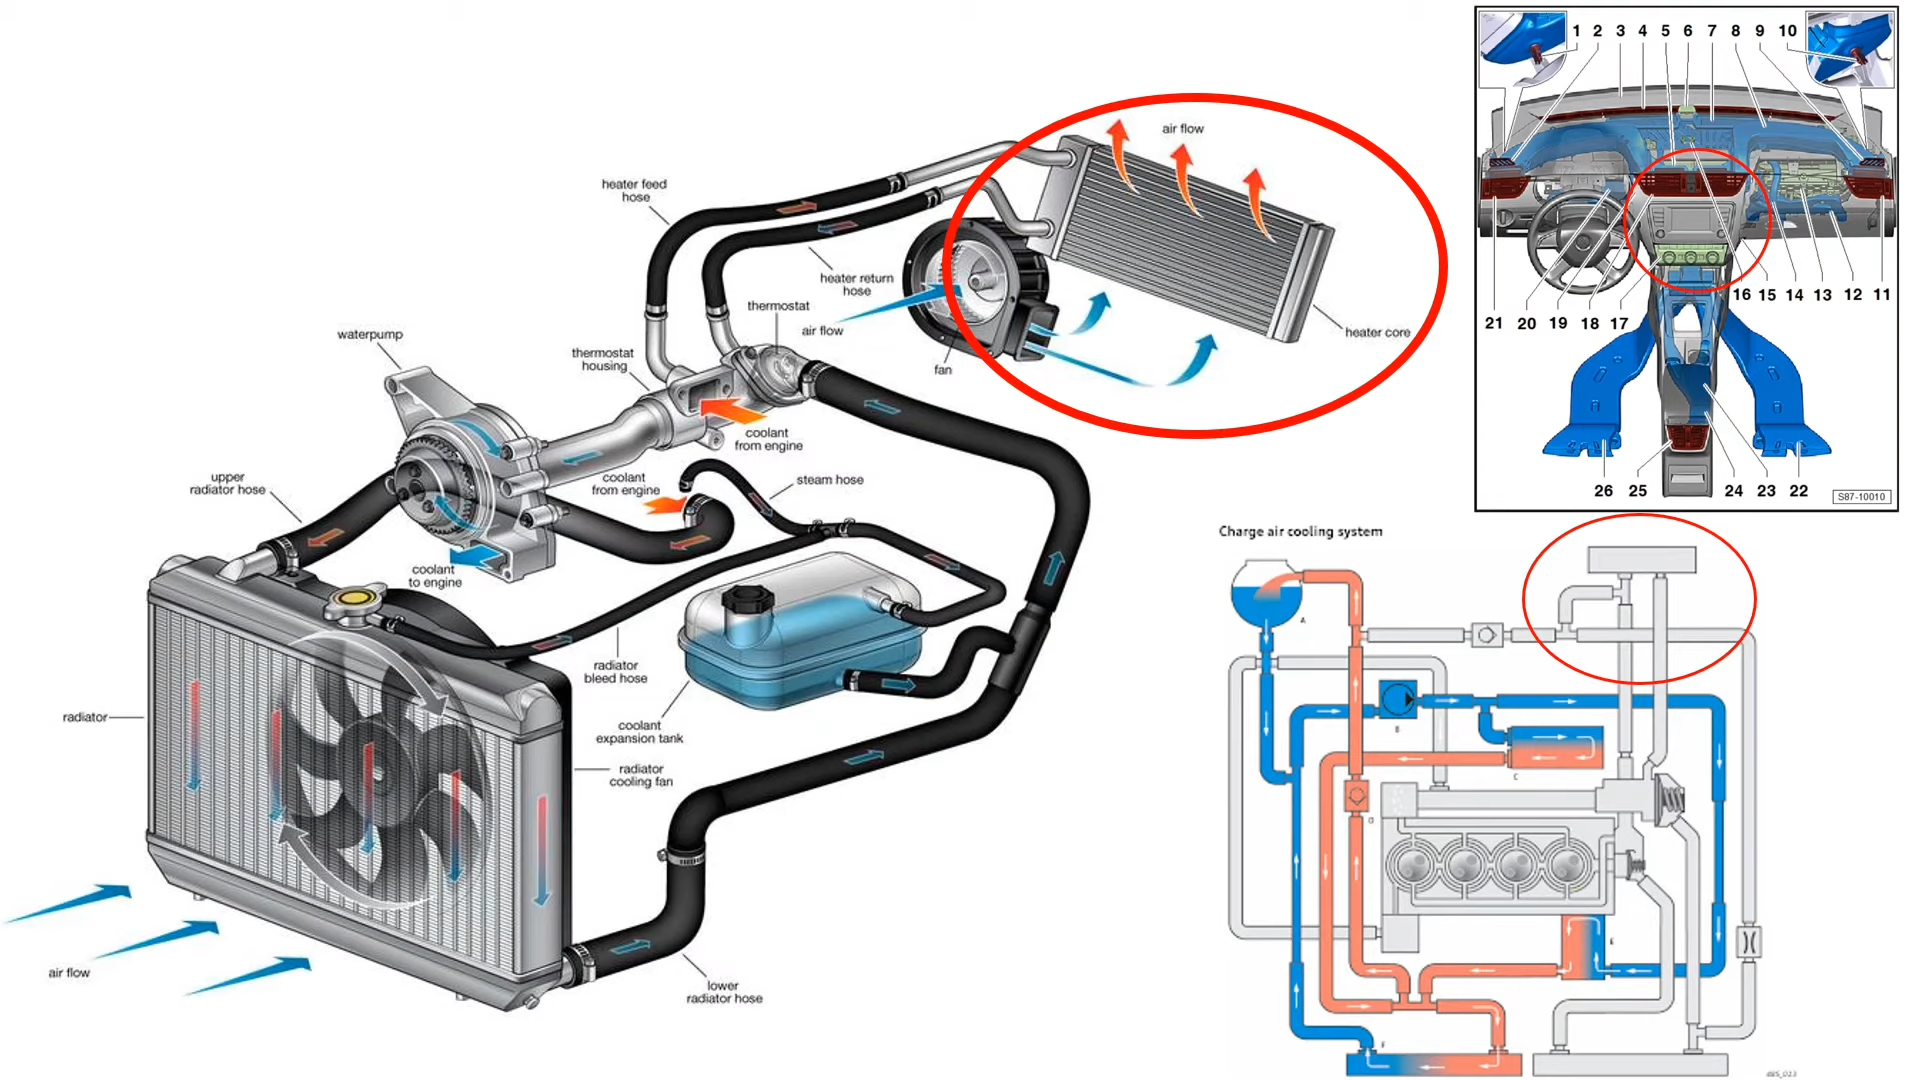 air flow
heater feed
hose
heater return
hose
thermostat
air flow
heater core
fan
waterpump
thermostat
housing
coolant
from engine
coolant
from engine
steam hose
upper
radiator hose
coolant
to engine
radiator
bleed hose
radiator
coolant
expansion tank
radiator
cooling fan
air flow
lower
radiator hose
1 2 3 4 5 6 7 8 9 10
16 15 14 13 12 11
21 20 19 18 17
26 25 24 23 22
S87-10010
Charge air cooling system
A
B
C
D
E
F
485_023